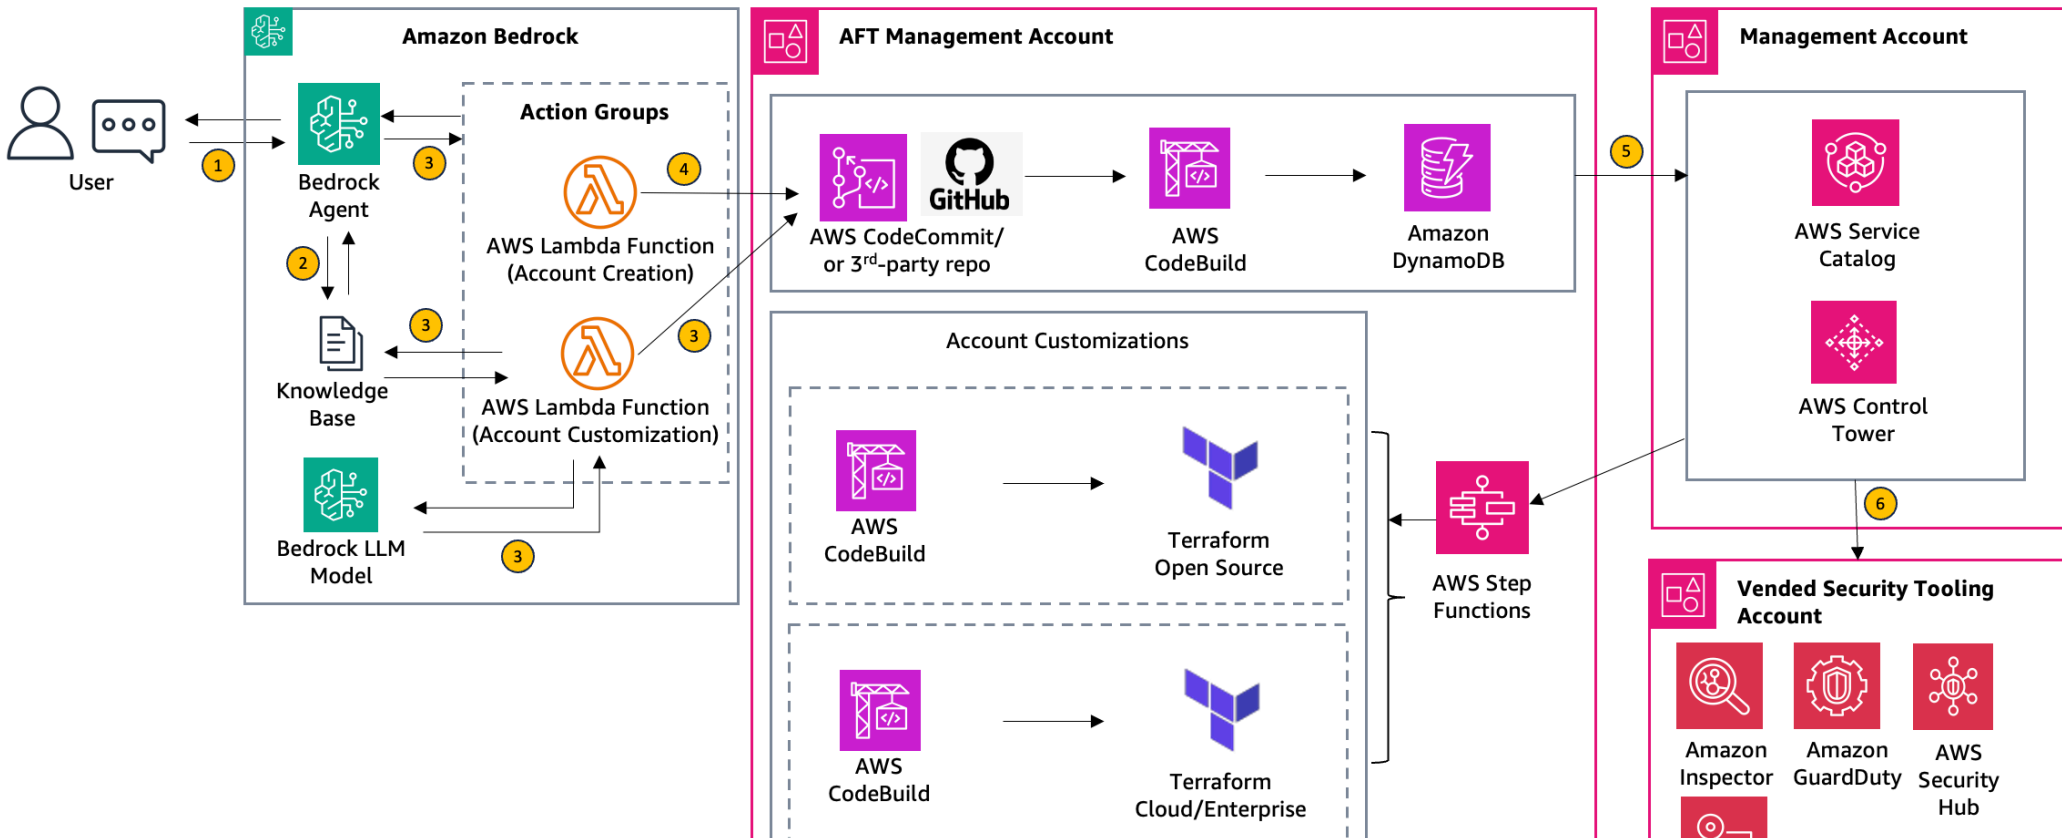 Amazon Bedrock
User
1
Bedrock
Agent
2
3
Action Groups
AWS Lambda Function
(Account Creation)
4
Knowledge
Base
3
AWS Lambda Function
(Account Customization)
3
Bedrock LLM
Model
3
AFT Management Account
GitHub
AWS CodeCommit/
or 3rd-party repo
AWS
CodeBuild
Amazon
DynamoDB
5
Account Customizations
AWS
CodeBuild
Terraform
Open Source
AWS
CodeBuild
Terraform
Cloud/Enterprise
AWS Step
Functions
Management Account
AWS Service
Catalog
AWS Control
Tower
6
Vended Security Tooling
Account
Amazon
Inspector
Amazon
GuardDuty
AWS
Security
Hub